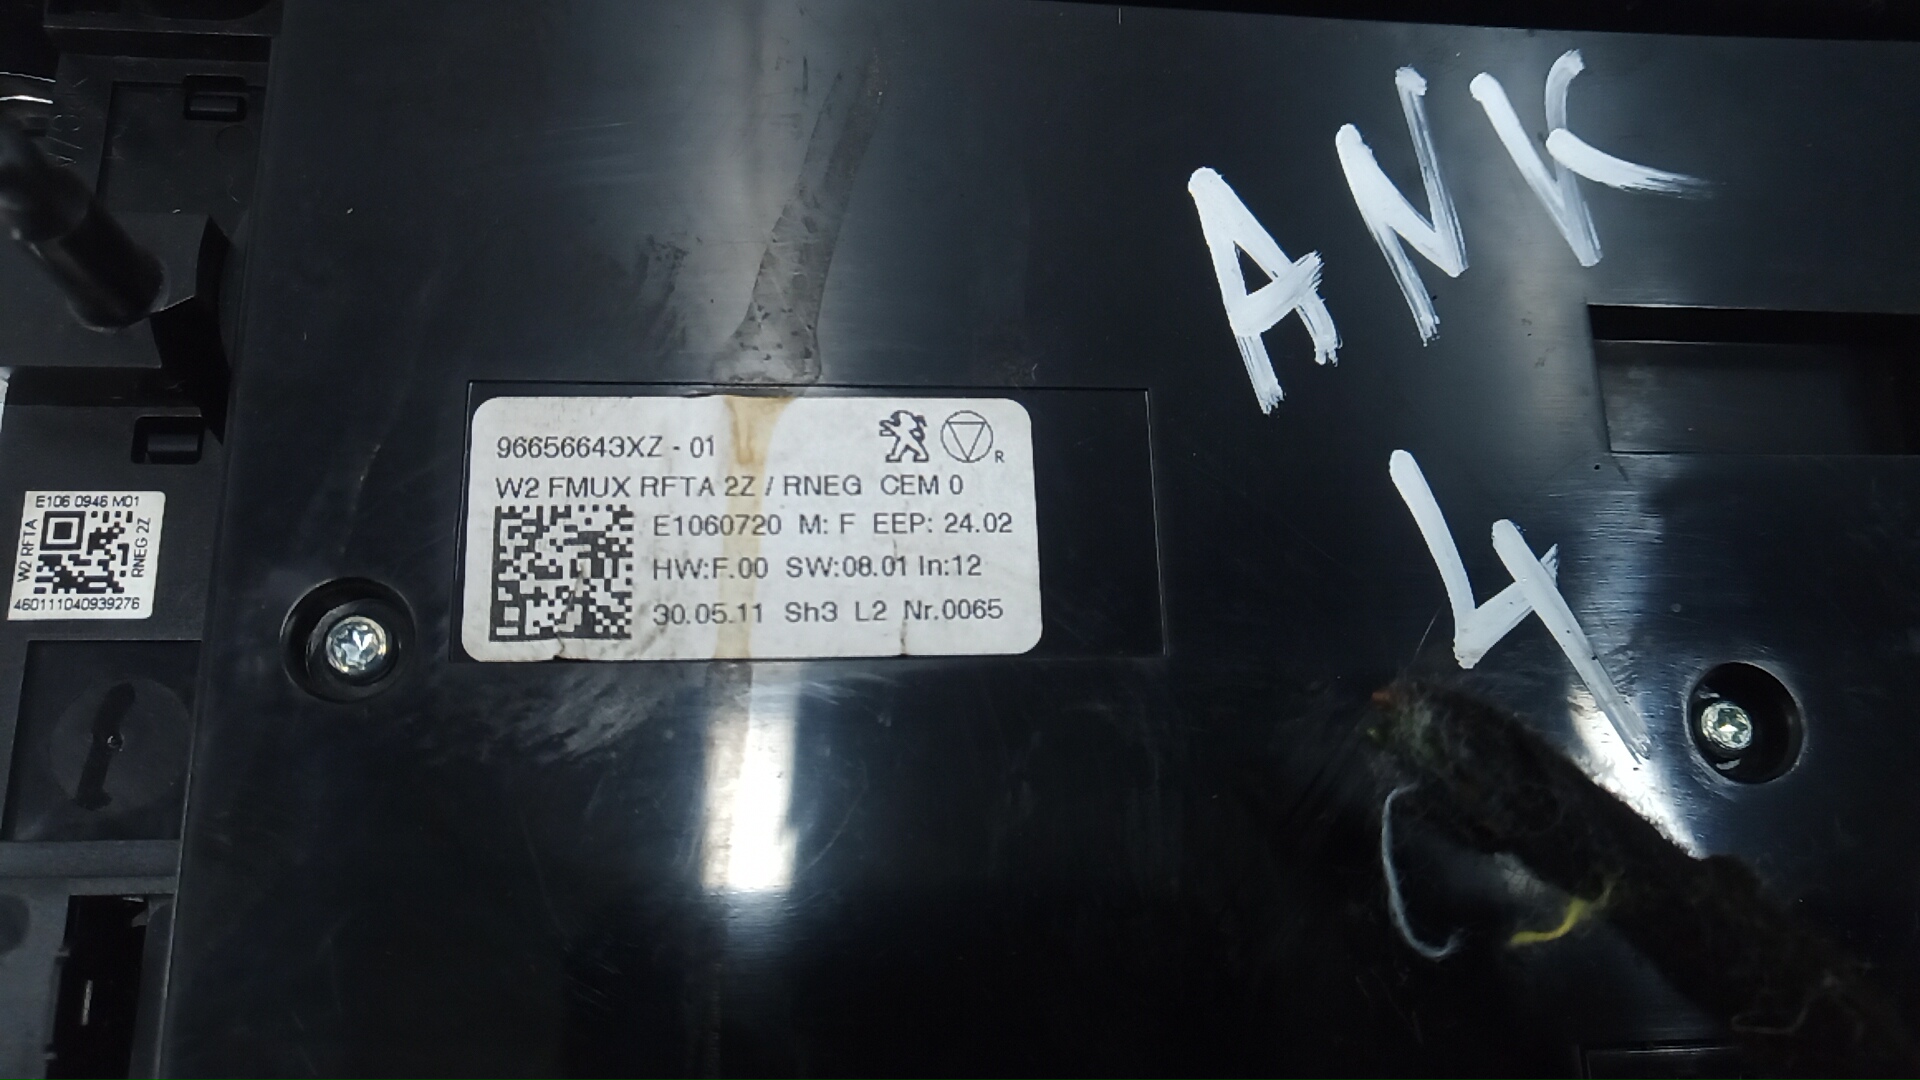 ANK
4
96656643XZ - 01
R
W2 FMUX RFTA 2Z / RNEG CEM 0
E1060720 M: F EEP: 24.02
HW:F.00 SW:08.01 In:12
30.05.11 Sh3 L2 Nr.0065
E106 0946 M01
W2 RFTA
RNEG 2Z
460111040939276